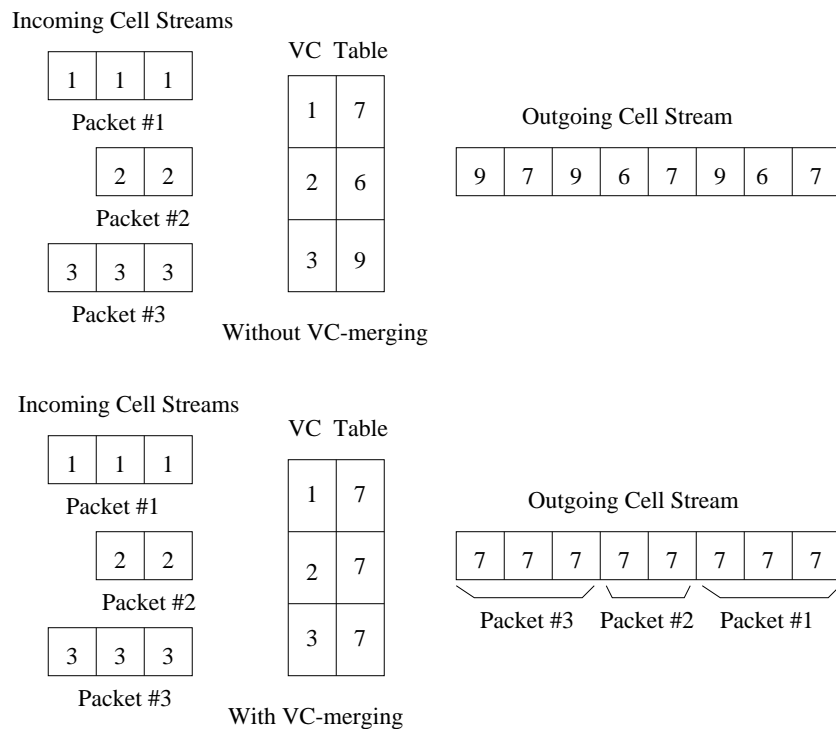 Incoming Cell Streams
1 1 1
Packet #1
2 2
Packet #2
3 3 3
Packet #3
VC Table
1 7
2 6
3 9
Without VC-merging
Outgoing Cell Stream
9 7 9 6 7 9 6 7
Incoming Cell Streams
1 1 1
Packet #1
2 2
Packet #2
3 3 3
Packet #3
VC Table
1 7
2 7
3 7
With VC-merging
Outgoing Cell Stream
7 7 7 7 7 7 7 7
Packet #3 Packet #2 Packet #1